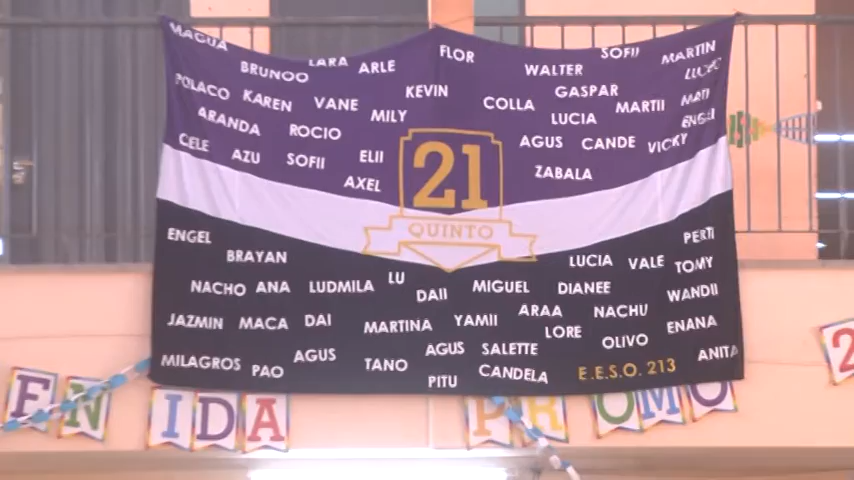 MAGUA
LARA ARLE FLOR SOFII MARTIN
BRUNOO WALTER
POLACO KAREN VANE KEVIN COLLA GASPAR
MILY LUCIA MARTII MATI
ARANDA ROCIO AGUS CANDE VICKY ENGEL
CELE AZU SOFII ELII ZABALA
AXEL
21
QUINTO
ENGEL PERTI
BRAYAN LU LUCIA VALE TOMY
NACHO ANA LUDMILA DAII MIGUEL DIANEE WANDII
JAZMIN MACA DAI MARTINA YAMII ARAA NACHU
LORE OLIVO ENANA
MILAGROS PAO AGUS TANO AGUS SALETTE
PITU CANDELA E.E.S.O. 213 ANITA
ENIDA PROMO 2